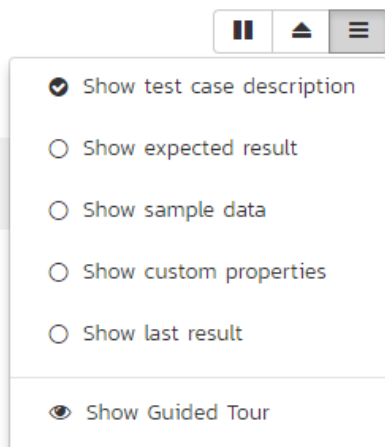 Show test case description
Show expected result
Show sample data
Show custom properties
Show last result
Show Guided Tour